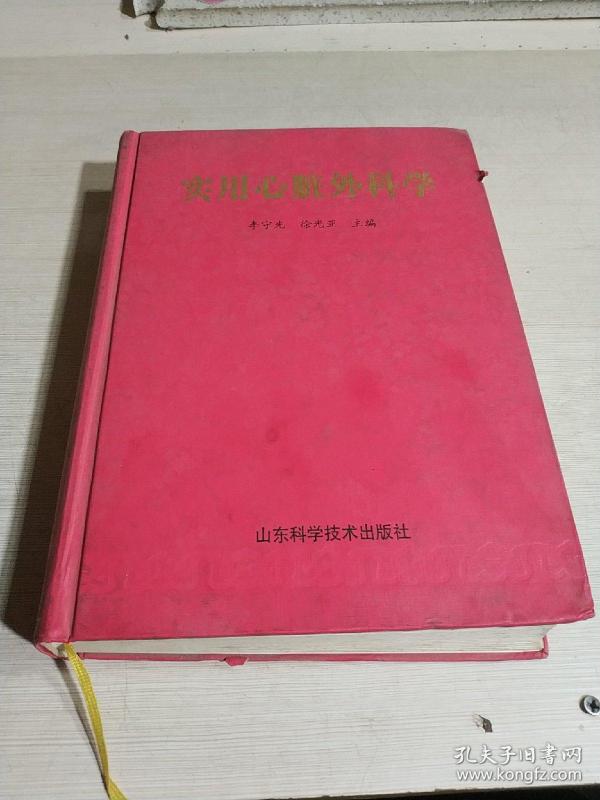 实用心脏外科学
李守先 徐光亚 主编
山东科学技术出版社
孔夫子旧书网
www.kongfz.com